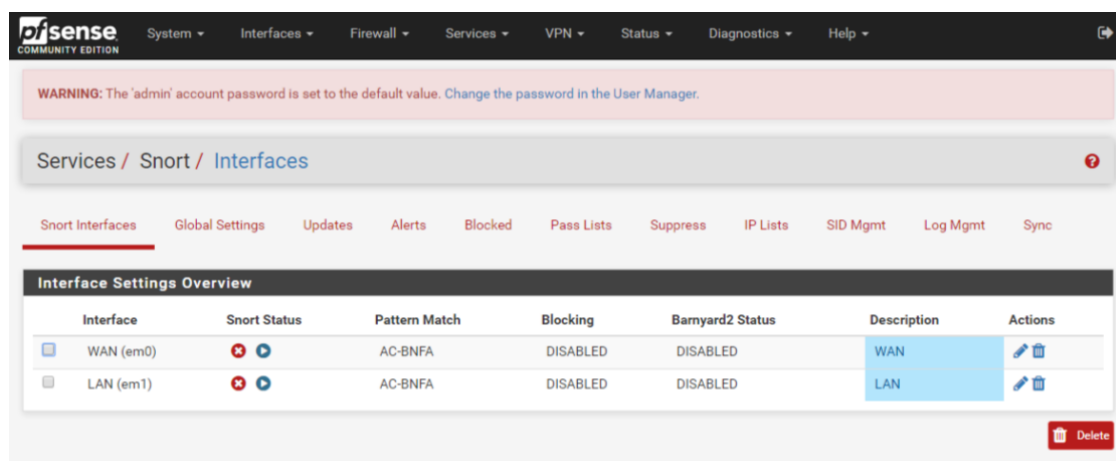 pfsense System Interfaces Firewall Services VPN Status Diagnostics Help
COMMUNITY EDITION
WARNING: The 'admin' account password is set to the default value. Change the password in the User Manager.
Services / Snort / Interfaces
Snort Interfaces Global Settings Updates Alerts Blocked Pass Lists Suppress IP Lists SID Mgmt Log Mgmt Sync
Interface Settings Overview
Interface Snort Status Pattern Match Blocking Barnyard2 Status Description Actions
WAN (em0) AC-BNFA DISABLED DISABLED WAN
LAN (em1) AC-BNFA DISABLED DISABLED LAN
Delete